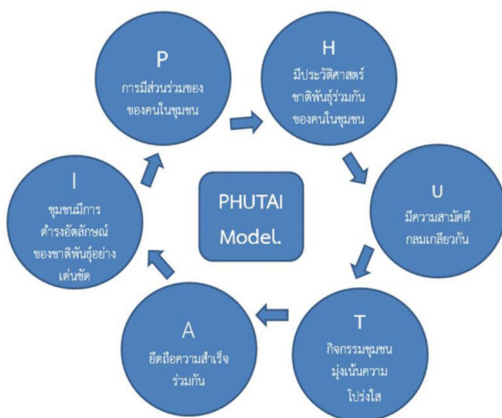 P
การมีส่วนร่วมของ
ของคนในชุมชน
H
มีประวัติศาสตร์
ชาติพันธุ์ร่วมกัน
ของคนในชุมชน
U
มีความสามัคคี
กลมเกลียวกัน
T
กิจกรรมชุมชน
มุ่งเน้นความ
โปร่งใส
A
ยึดถือความสำเร็จ
ร่วมกัน
I
ชุมชนมีการ
ดำรงอัตลักษณ์
ของชาติพันธุ์อย่าง
เด่นชัด
PHUTAI
Model.